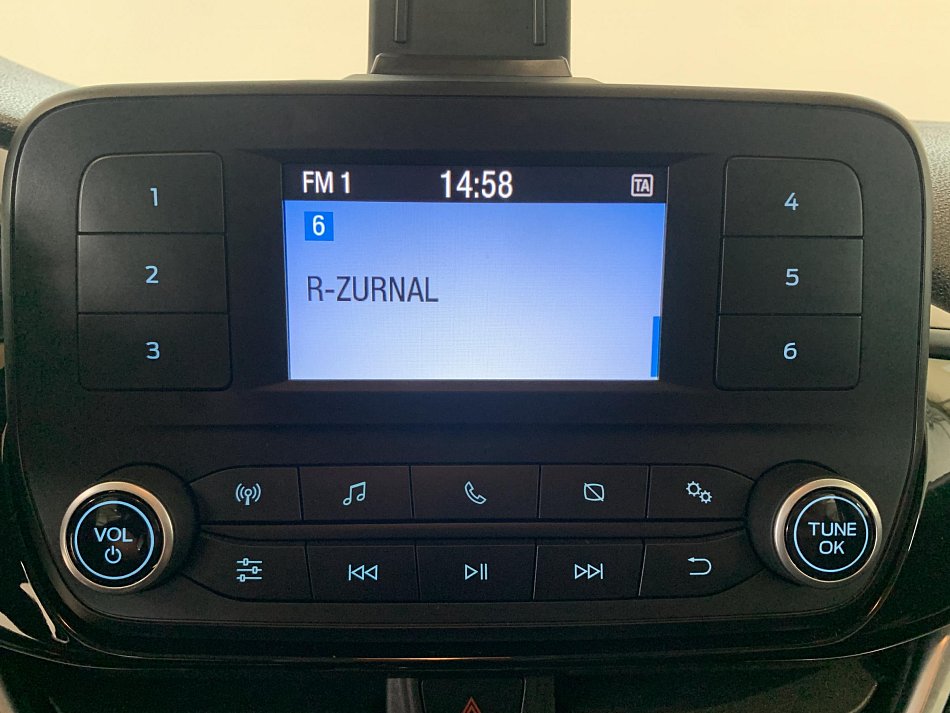 FM 1 14:58 TA
6
R-ZURNAL
1
2
3
4
5
6
VOL
TUNE
OK